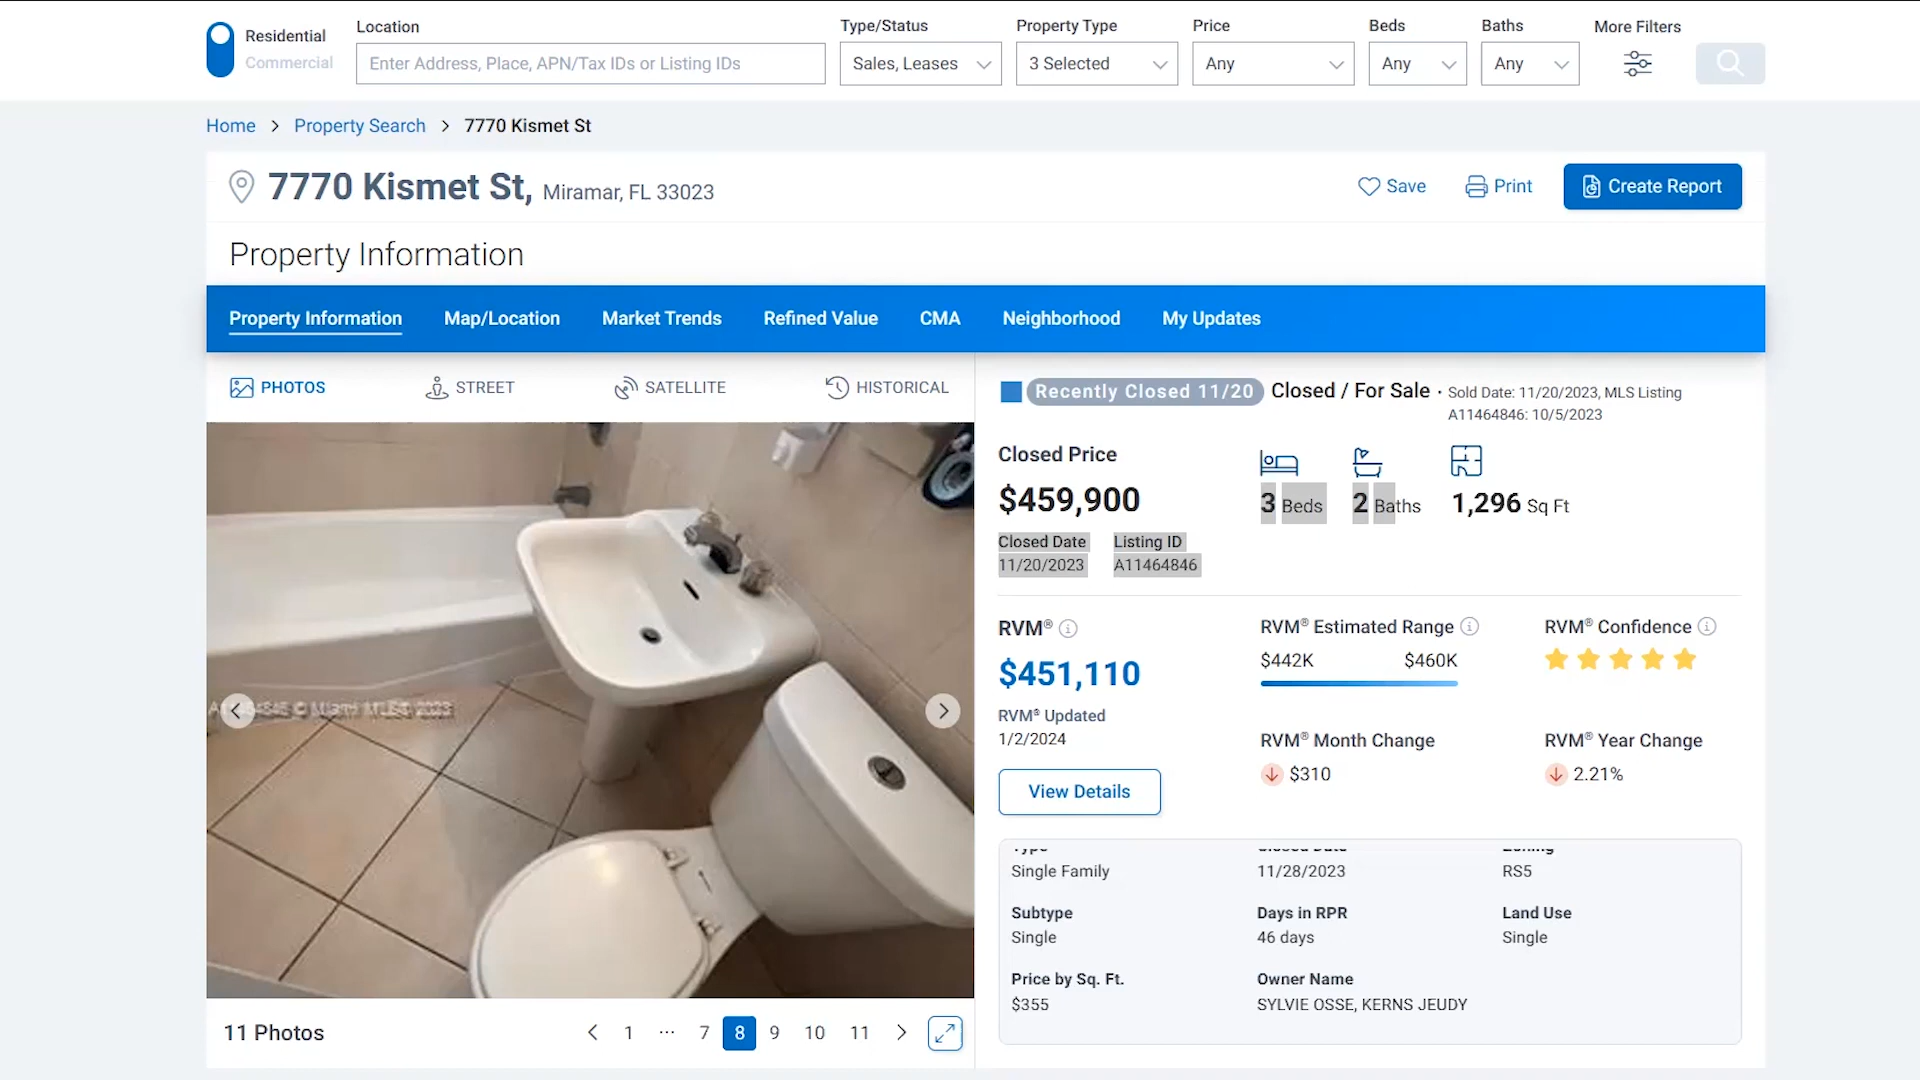 Residential
Commercial
Location
Enter Address, Place, APN/Tax IDs or Listing IDs
Type/Status
Sales, Leases
Property Type
3 Selected
Price
Any
Beds
Any
Baths
Any
More Filters
Home > Property Search > 7770 Kismet St
7770 Kismet St, Miramar, FL 33023
Save
Print
Create Report
Property Information
Property Information
Map/Location
Market Trends
Refined Value
CMA
Neighborhood
My Updates
PHOTOS
STREET
SATELLITE
HISTORICAL
Recently Closed 11/20 Closed / For Sale · Sold Date: 11/20/2023, MLS Listing
A11464846: 10/5/2023
Closed Price
$459,900
3 Beds
2 Baths
1,296 Sq Ft
Closed Date
11/20/2023
Listing ID
A11464846
RVM®
$451,110
RVM® Updated
1/2/2024
View Details
RVM® Estimated Range
$442K
$460K
RVM® Confidence
RVM® Month Change
$310
RVM® Year Change
2.21%
Type
Single Family
Closed Date
11/28/2023
Zoning
RS5
Subtype
Single
Days in RPR
46 days
Land Use
Single
Price by Sq. Ft.
$355
Owner Name
SYLVIE OSSE, KERNS JEUDY
© Miami MLS© 2023
11 Photos
1 ... 7 8 9 10 11